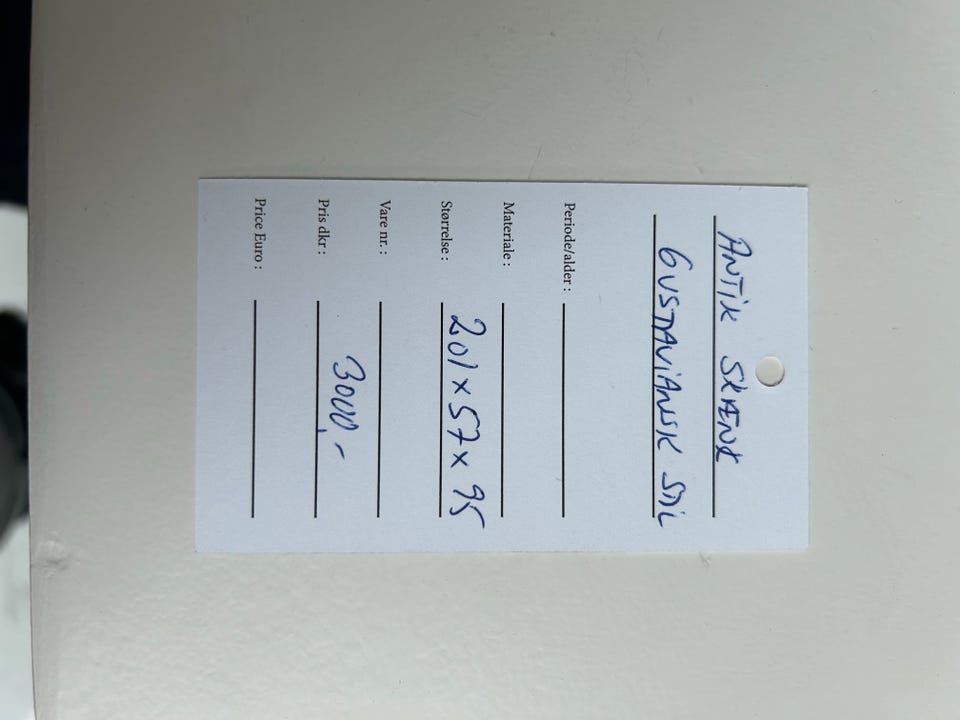 ANTIK SKÆNK
GUSTAVIANSK STIL
Periode/alder :
Materiale :
Størrelse : 201 x 57 x 95
Vare nr. :
Pris dkr : 3000,-
Price Euro :